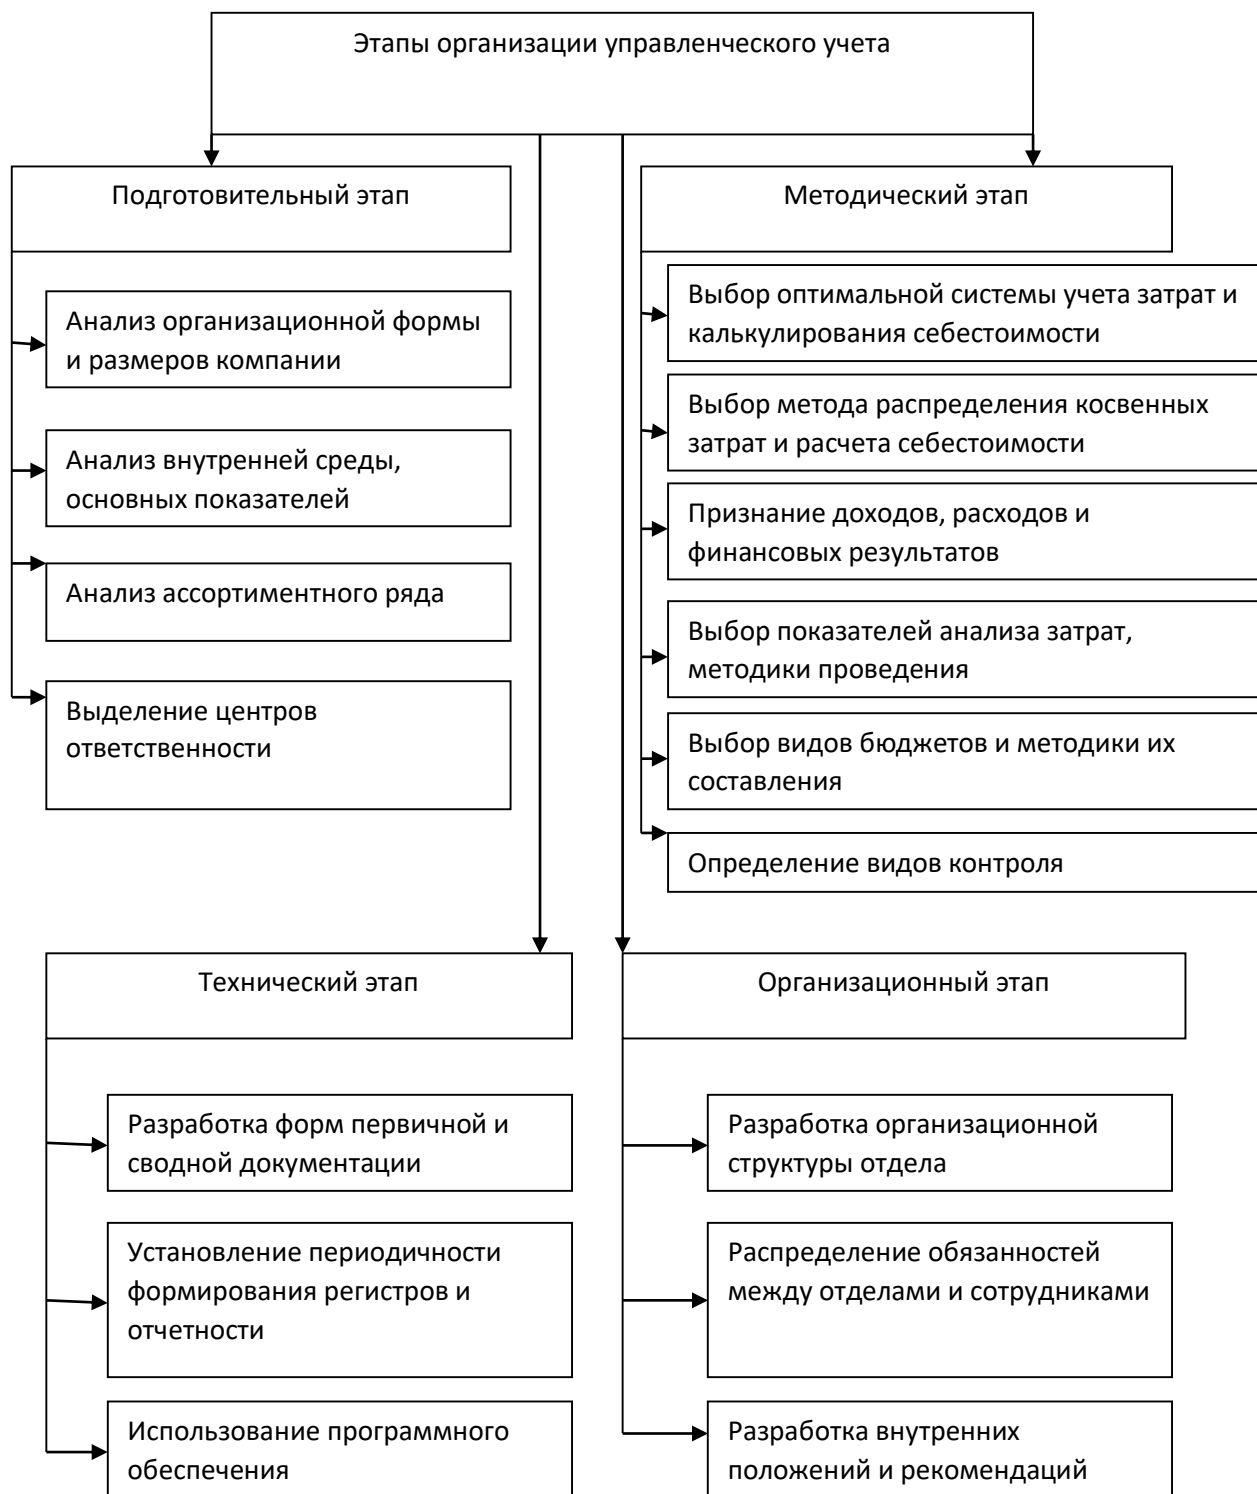 Этапы организации управленческого учета
Подготовительный этап
Анализ организационной формы
и размеров компании
Анализ внутренней среды,
основных показателей
Анализ ассортиментного ряда
Выделение центров
ответственности
Методический этап
Выбор оптимальной системы учета затрат и
калькулирования себестоимости
Выбор метода распределения косвенных
затрат и расчета себестоимости
Признание доходов, расходов и
финансовых результатов
Выбор показателей анализа затрат,
методики проведения
Выбор видов бюджетов и методики их
составления
Определение видов контроля
Технический этап
Разработка форм первичной и
сводной документации
Установление периодичности
формирования регистров и
отчетности
Использование программного
обеспечения
Организационный этап
Разработка организационной
структуры отдела
Распределение обязанностей
между отделами и сотрудниками
Разработка внутренних
положений и рекомендаций